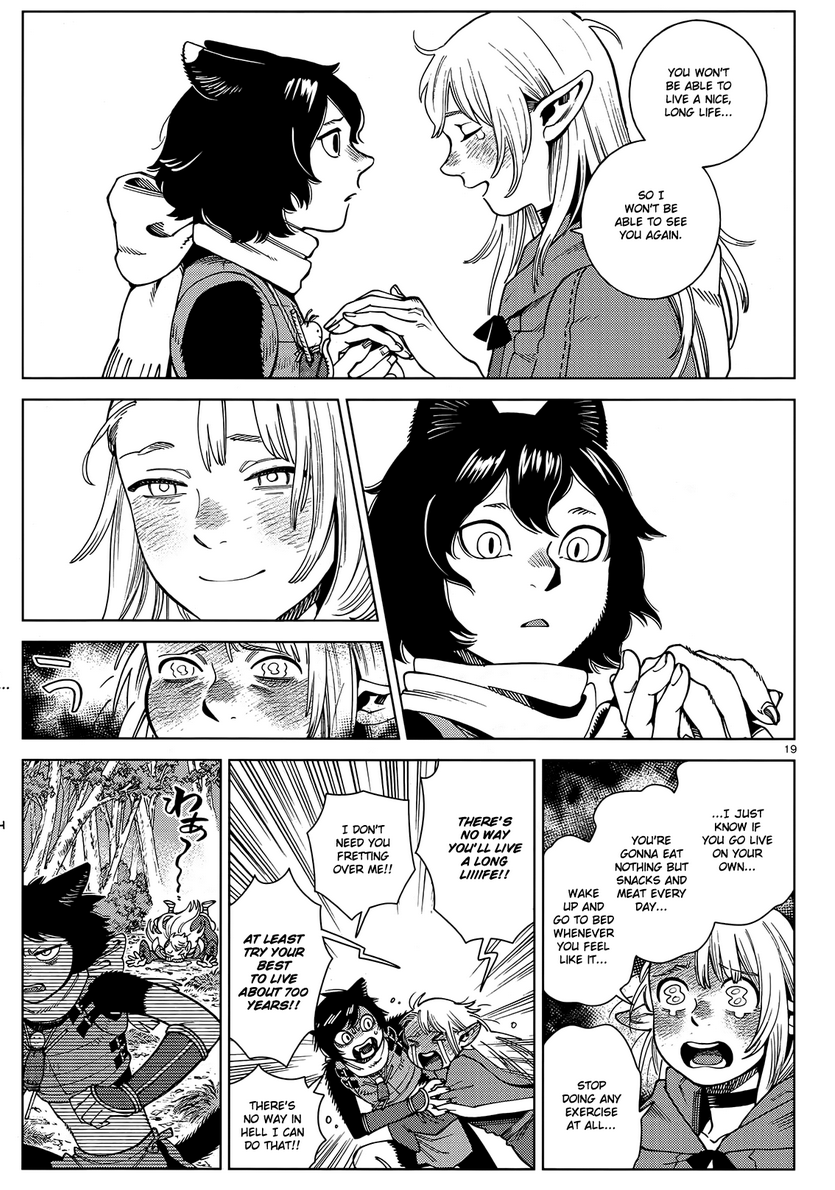 YOU WON'T
BE ABLE TO
LIVE A NICE,
LONG LIFE...
SO I
WON'T BE
ABLE TO SEE
YOU AGAIN.
うっ
19
...I JUST
KNOW IF
YOU GO LIVE
ON YOUR
OWN...
YOU'RE
GONNA EAT
NOTHING BUT
SNACKS AND
MEAT EVERY
DAY...
WAKE
UP AND
GO TO BED
WHENEVER
YOU FEEL
LIKE IT...
STOP
DOING ANY
EXERCISE
AT ALL...
THERE'S
NO WAY
YOU'LL LIVE
A LONG
LIIIIFE!!
I DON'T
NEED YOU
FRETTING
OVER ME!!
AT LEAST
TRY YOUR
BEST
TO LIVE
ABOUT 700
YEARS!!
THERE'S
NO WAY IN
HELL I CAN
DO THAT!!
わぁ〜